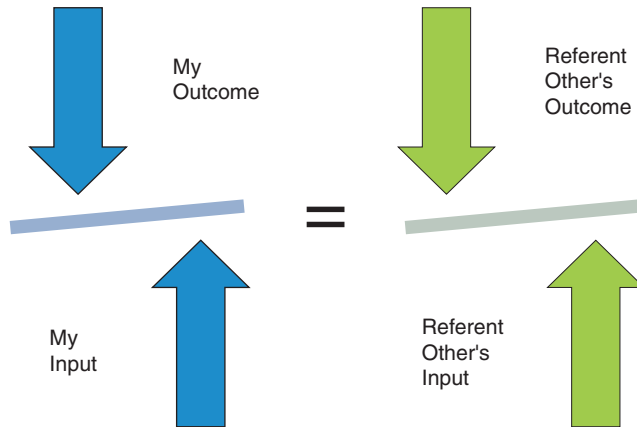 My
Outcome
Referent
Other's
Outcome
=
My
Input
Referent
Other's
Input